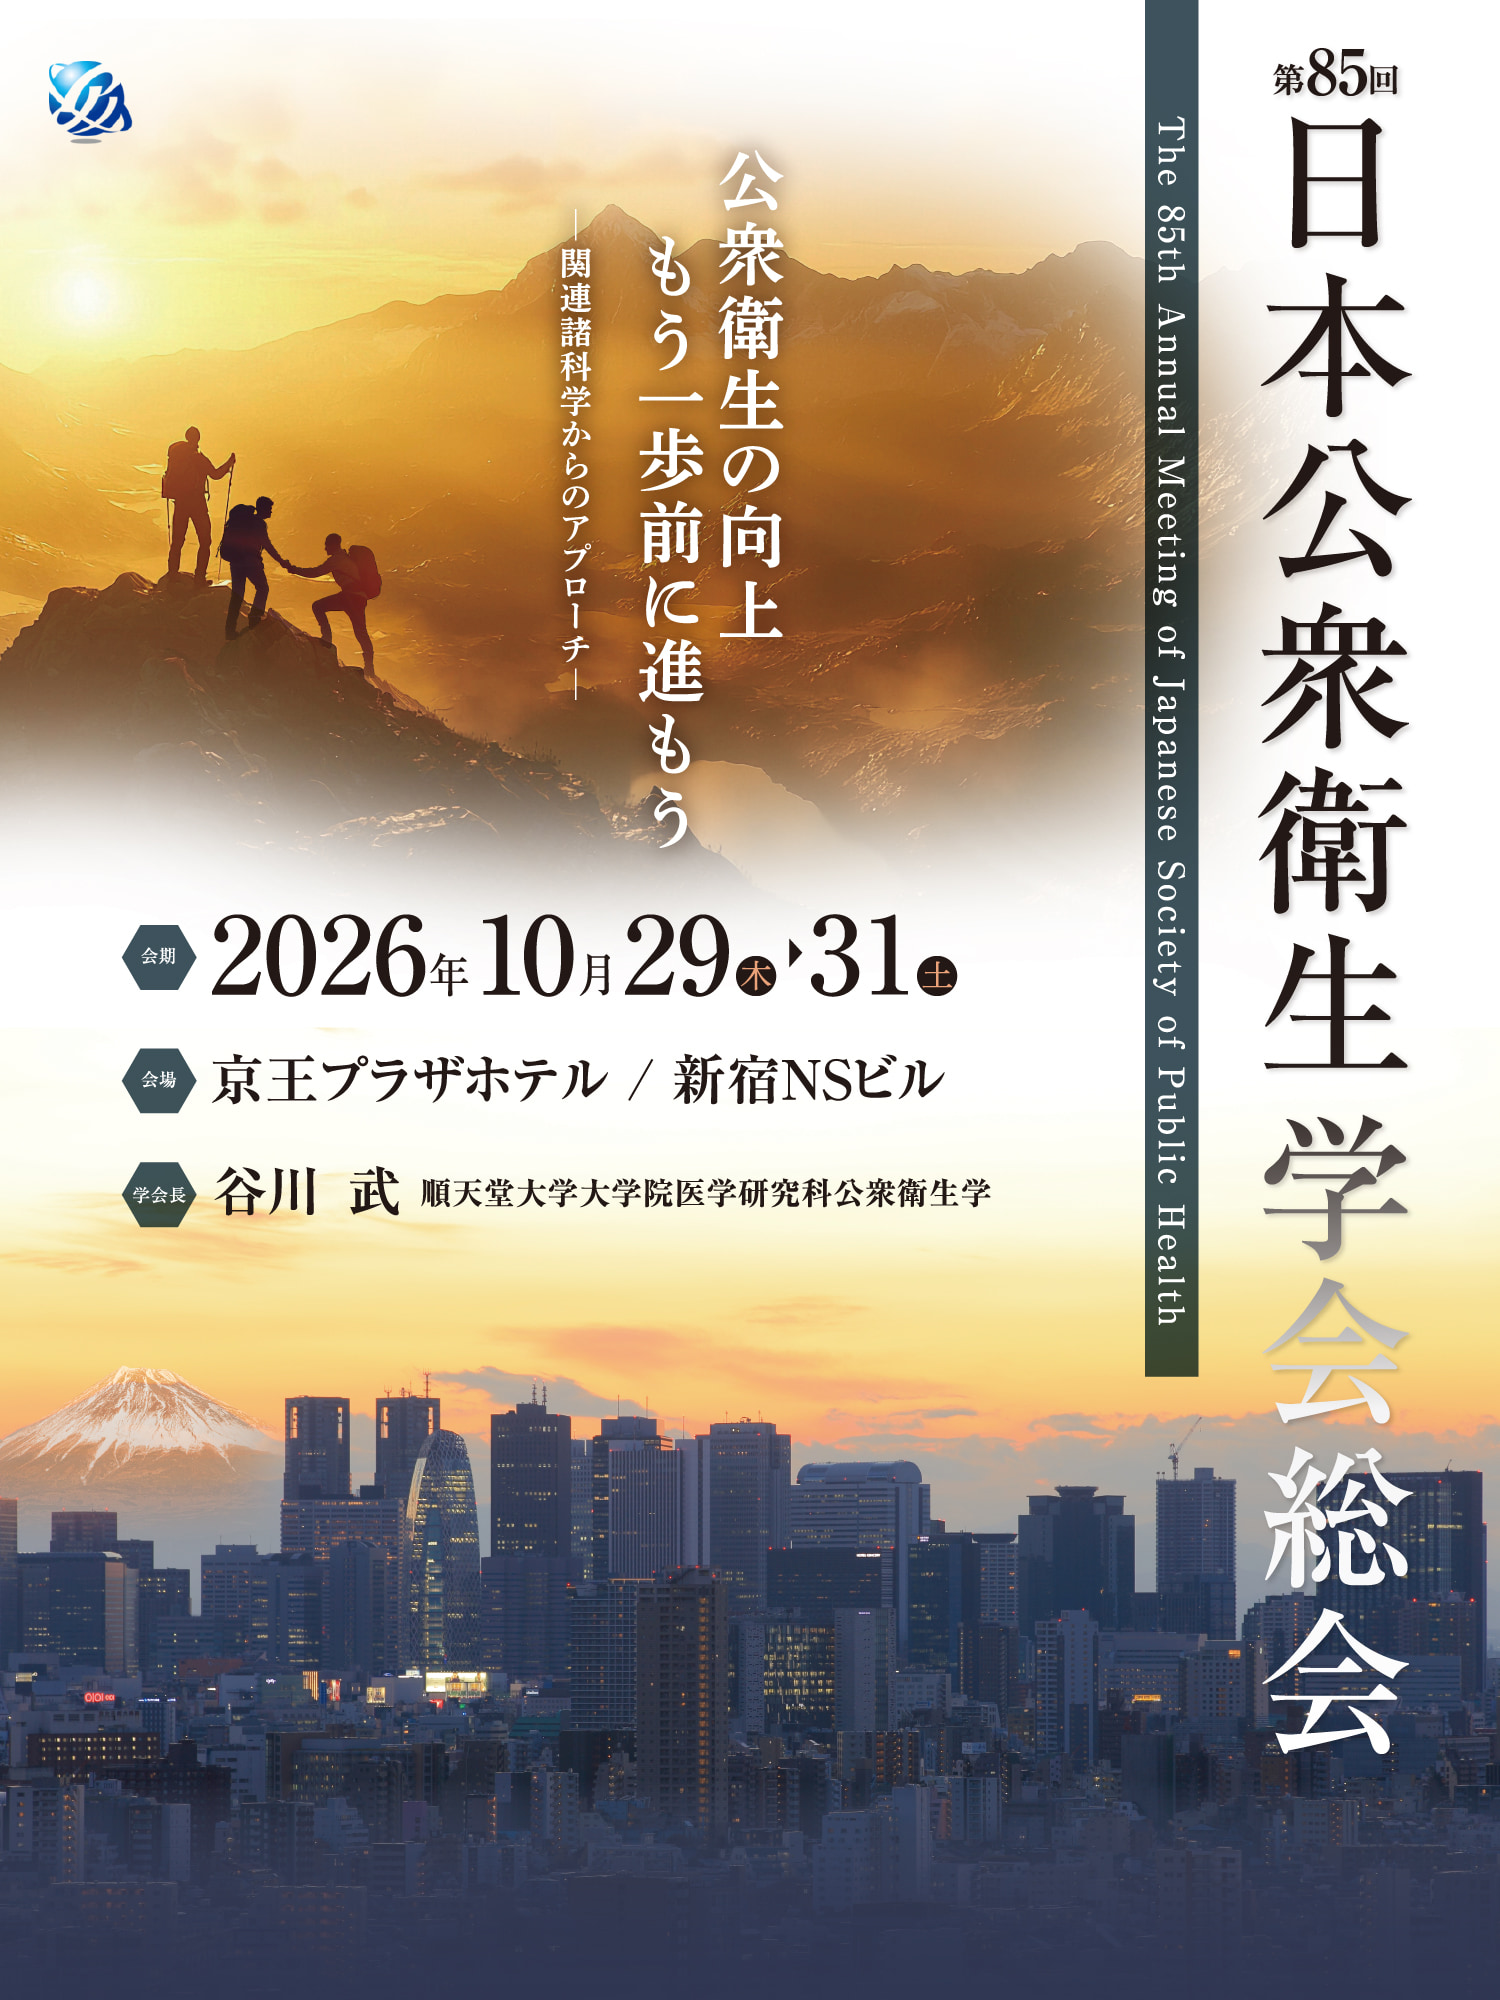 第85回
日本公衆衛生学会総会
The 85th Annual Meeting of Japanese Society of Public Health
公衆衛生の向上
もう一歩前に進もう
―関連諸科学からのアプローチ―
会期 2026年10月29木▶31土
会場 京王プラザホテル / 新宿NSビル
学会長 谷川 武 順天堂大学大学院医学研究科公衆衛生学
OIOI